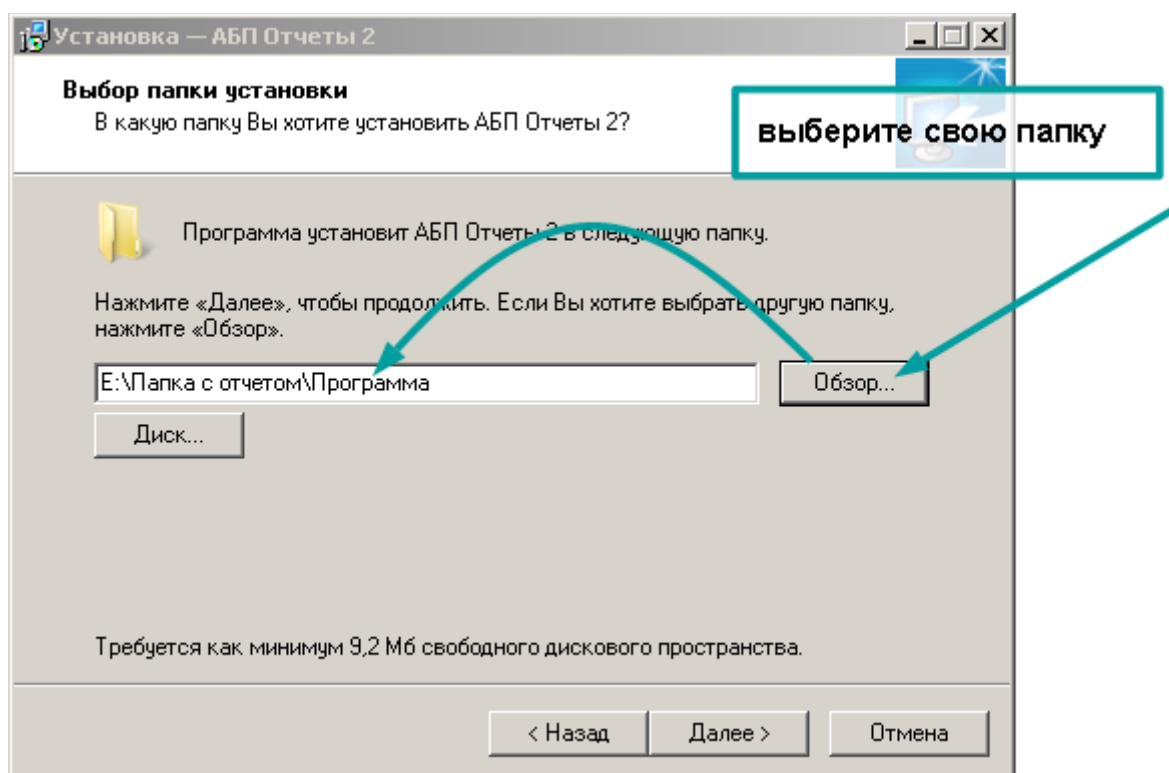 Установка — АБП Отчеты 2
Выбор папки установки
В какую папку Вы хотите установить АБП Отчеты 2?
выберите свою папку
Программа установит АБП Отчеты 2 в следующую папку.
Нажмите «Далее», чтобы продолжить. Если Вы хотите выбрать другую папку,
нажмите «Обзор».
E:\Папка с отчетом\Программа
Обзор...
Диск...
Требуется как минимум 9,2 Мб свободного дискового пространства.
< Назад
Далее >
Отмена